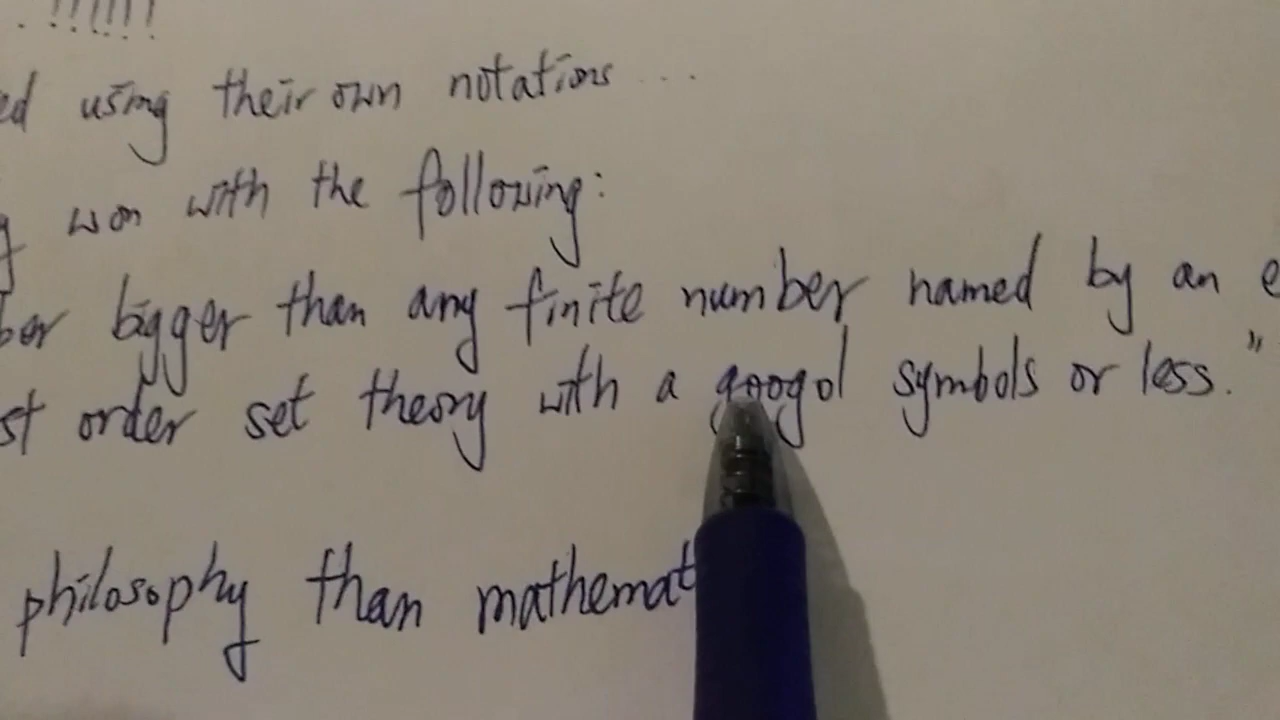 . !!!!!!
ed using their own notations ...
g won with the following:
ber bigger than any finite number named by an e
st order set theory with a googol symbols or less."
philosophy than mathemat